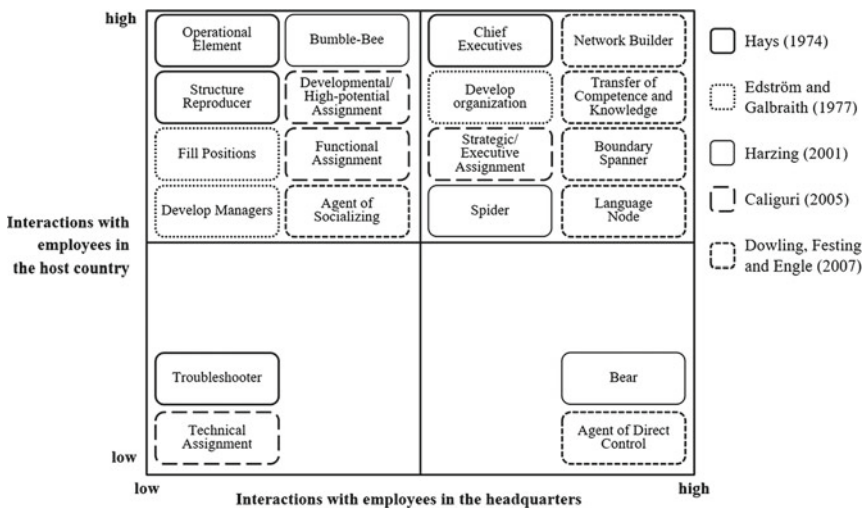 high
Operational
Element
Bumble-Bee
Chief
Executives
Network Builder
Structure
Reproducer
Developmental/
High-potential
Assignment
Develop
organization
Transfer of
Competence and
Knowledge
Fill Positions
Functional
Assignment
Strategic/
Executive
Assignment
Boundary
Spanner
Develop Managers
Agent of
Socializing
Spider
Language
Node
Interactions with
employees in
the host country
Troubleshooter
Bear
Technical
Assignment
Agent of Direct
Control
low
low
Interactions with employees in the headquarters
high
Hays (1974)
Edström and
Galbraith
(1977)
Harzing (2001)
Caliguri (2005)
Dowling, Festing
and Engle (2007)